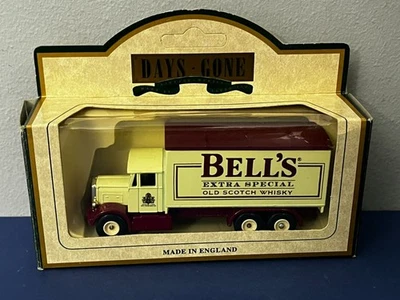 DAYS-GONE
BELL'S®
EXTRA SPECIAL
OLD SCOTCH WHISKY
MADE IN ENGLAND